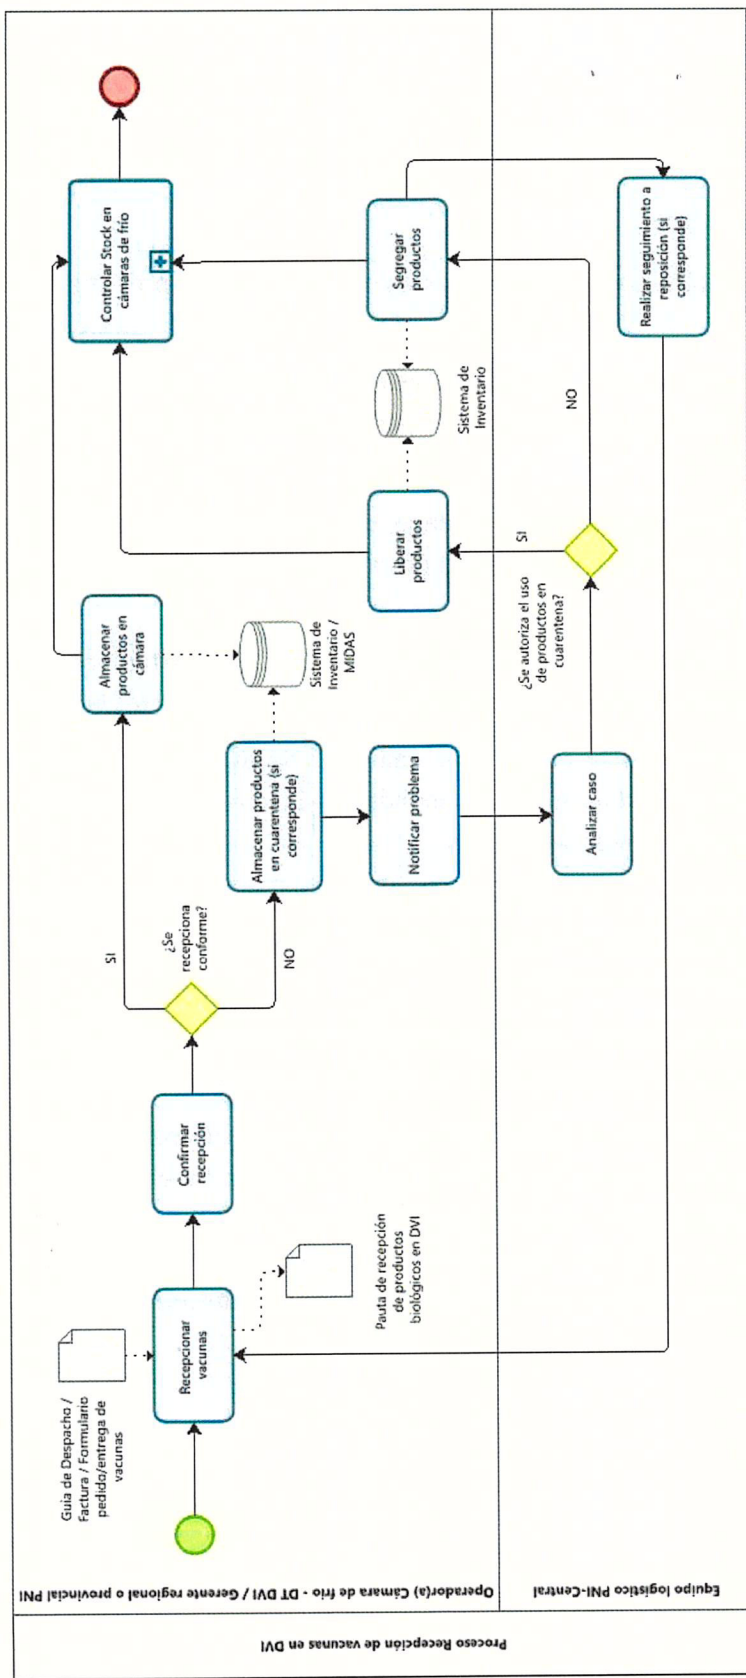 Proceso Recepción de vacunas en DVI
Operador(a) Cámara de frío - DT DVI / Gerente regional o provincial PNI
Equipo logístico PNI-Central
Guía de Despacho /
Factura / Formulario
pedido/entrega de
vacunas
Recepcionar
vacunas
Pauta de recepción
de productos
biológicos en DVI
Confirmar
recepción
¿Se
recepciona
conforme?
SI
NO
Almacenar
productos en
cámara
Almacenar productos
en cuarentena (si
corresponde)
Sistema de
Inventario /
MIDAS
Notificar problema
Analizar caso
¿Se autoriza el uso
de productos en
cuarentena?
SI
NO
Liberar
productos
Sistema de
Inventario
Segregar
productos
Controlar Stock en
cámaras de frío
Realizar seguimiento a
reposición (si
corresponde)